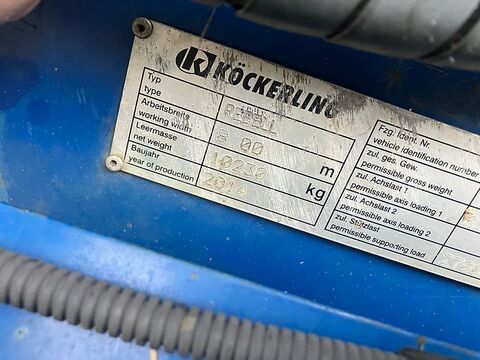 KÖCKERLING
Typ
type
REBELL
Arbeitsbreite
working width
8.00 m
Leermasse
net weight
10230 kg
Baujahr
year of production
2014
Fzg. Ident. Nr.
vehicle identification number
zul. ges. Gew.
permissible gross weight
zul. Achslast 1
permissible axis loading 1
zul. Achslast 2
permissible axis loading 2
zul. Stützlast
permissible supporting load